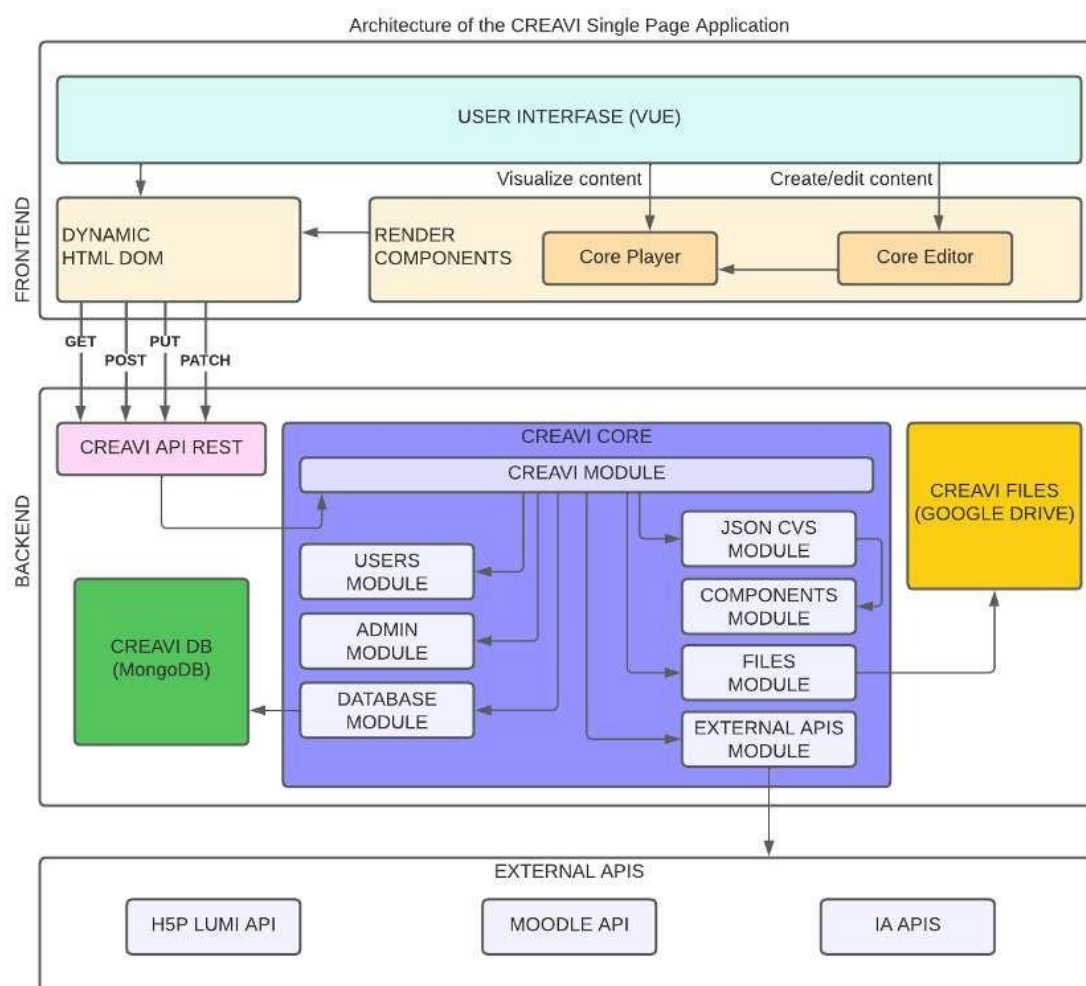 Architecture of the CREAVI Single Page Application
FRONTEND
USER INTERFASE (VUE)
Visualize content
Create/edit content
DYNAMIC
HTML DOM
RENDER
COMPONENTS
Core Player
Core Editor
GET
POST
PUT
PATCH
BACKEND
CREAVI API REST
CREAVI CORE
CREAVI MODULE
USERS
MODULE
ADMIN
MODULE
DATABASE
MODULE
JSON CVS
MODULE
COMPONENTS
MODULE
FILES
MODULE
EXTERNAL APIS
MODULE
CREAVI FILES
(GOOGLE DRIVE)
CREAVI DB
(MongoDB)
EXTERNAL APIS
H5P LUMI API
MOODLE API
IA APIS